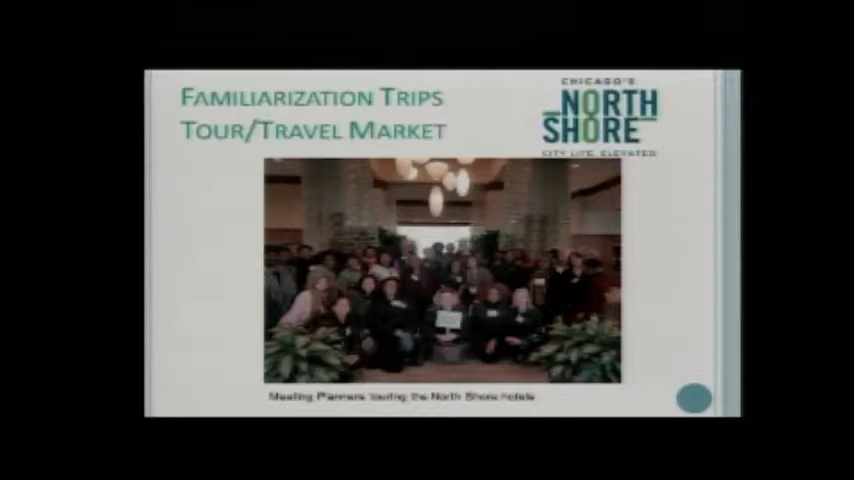 FAMILIARIZATION TRIPS
TOUR/TRAVEL MARKET
CHICAGO'S
NORTH
SHORE
CITY LIFE, ELEVATED
Meeting Planners touring the North Shore hotels